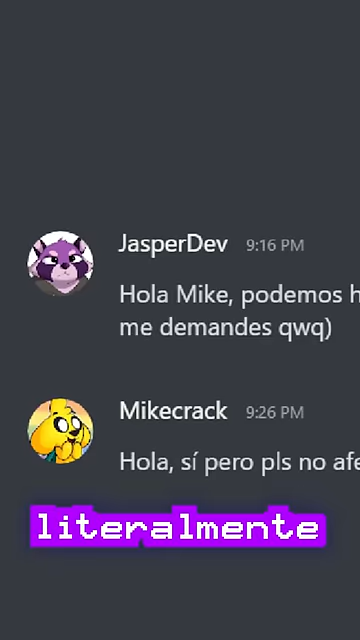 JasperDev 9:16 PM
Hola Mike, podemos h
me demandes qwq)
Mikecrack 9:26 PM
Hola, sí pero pls no afe
literalmente